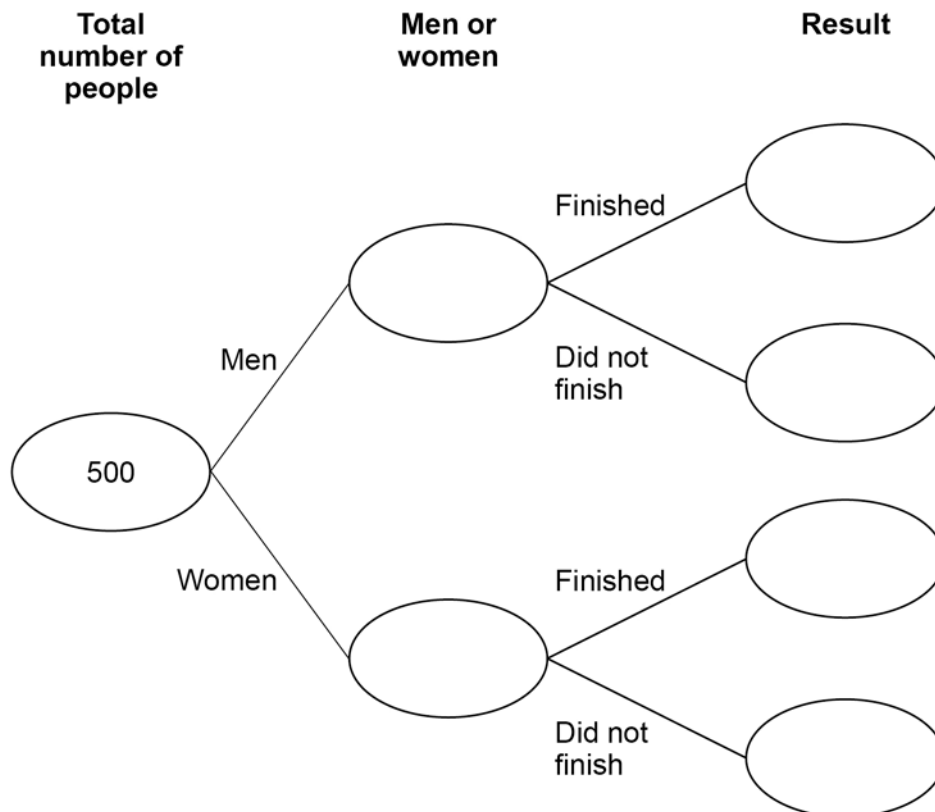 Total
number of
people
Men or
women
Result
Finished
Men
Did not
finish
500
Women
Finished
Did not
finish